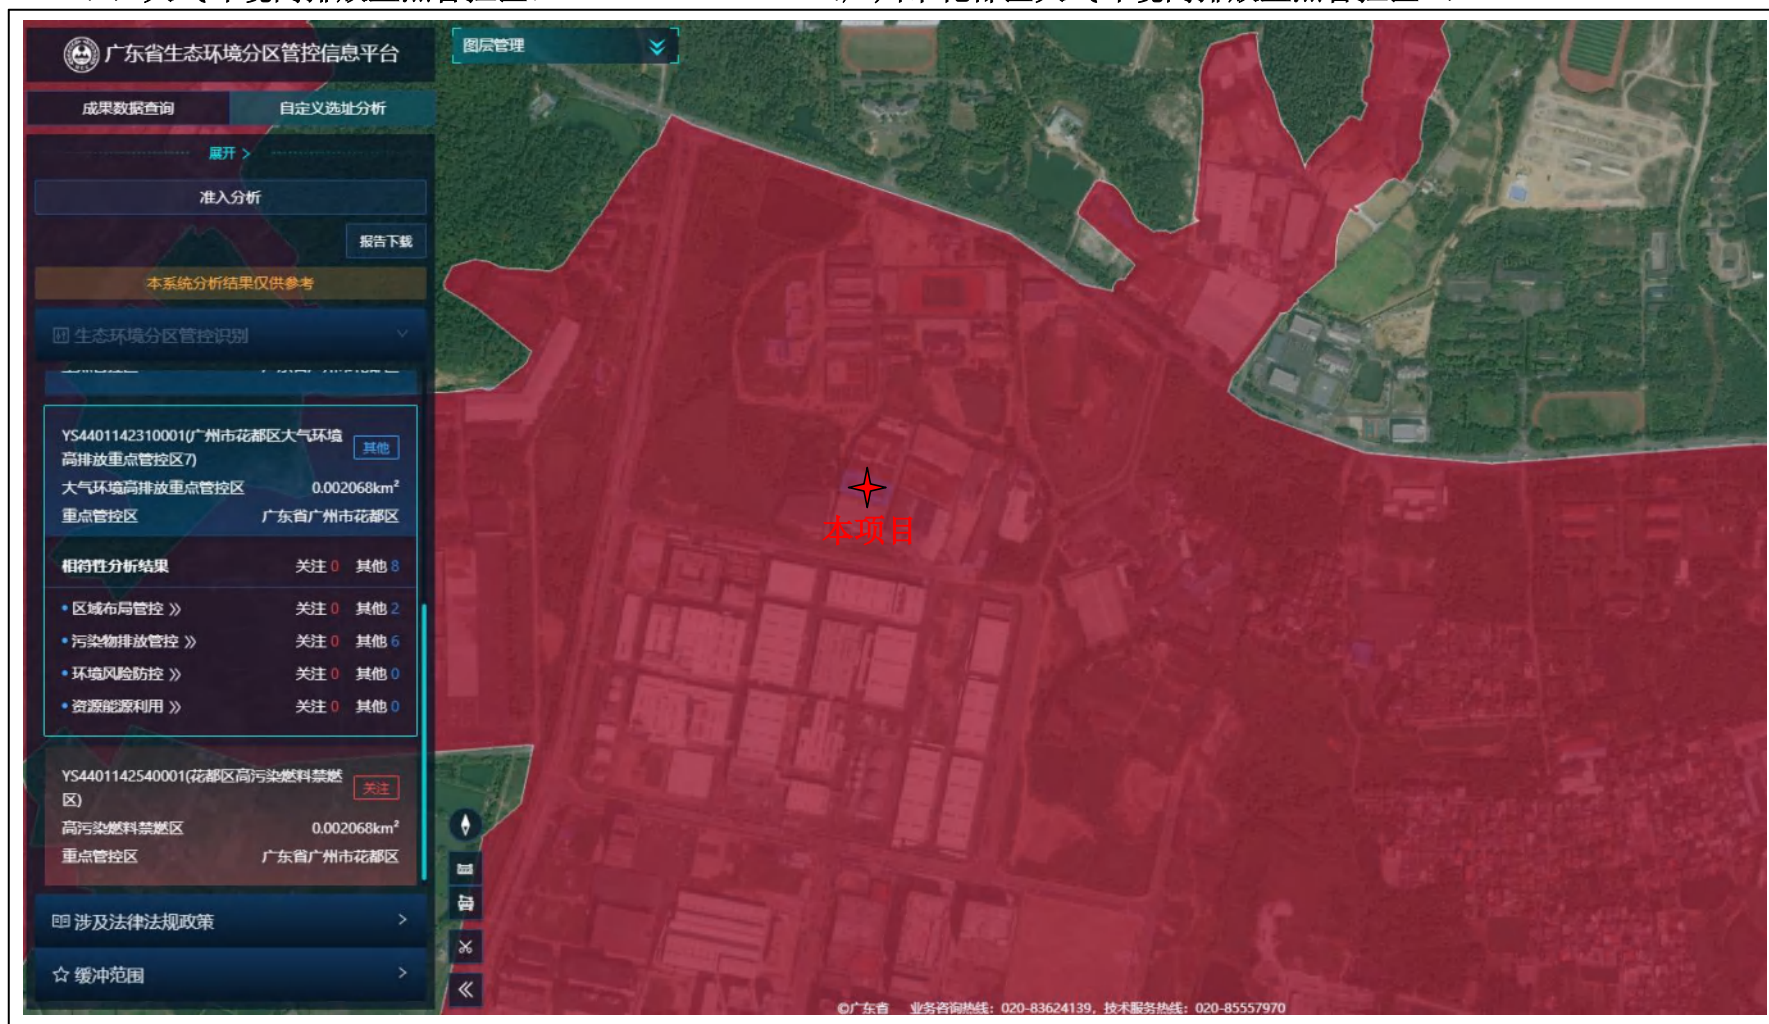 广东省生态环境分区管控信息平台
图层管理
成果数据查询 自定义选址分析
展开 >
准入分析
报告下载
本系统分析结果仅供参考
生态环境分区管控识别
YS4401142310001(广州市花都区大气环境
高排放重点管控区7)
其他
大气环境高排放重点管控区 0.002068km²
重点管控区 广东省广州市花都区
相符性分析结果 关注 0 其他 8
• 区域布局管控 》 关注 0 其他 2
• 污染物排放管控 》 关注 0 其他 6
• 环境风险防控 》 关注 0 其他 0
• 资源能源利用 》 关注 0 其他 0
YS4401142540001(花都区高污染燃料禁燃
区)
关注
高污染燃料禁燃区 0.002068km²
重点管控区 广东省广州市花都区
涉及法律法规政策 >
缓冲范围 >
本项目
©广东省 业务咨询热线：020-83624139，技术服务热线：020-85557970